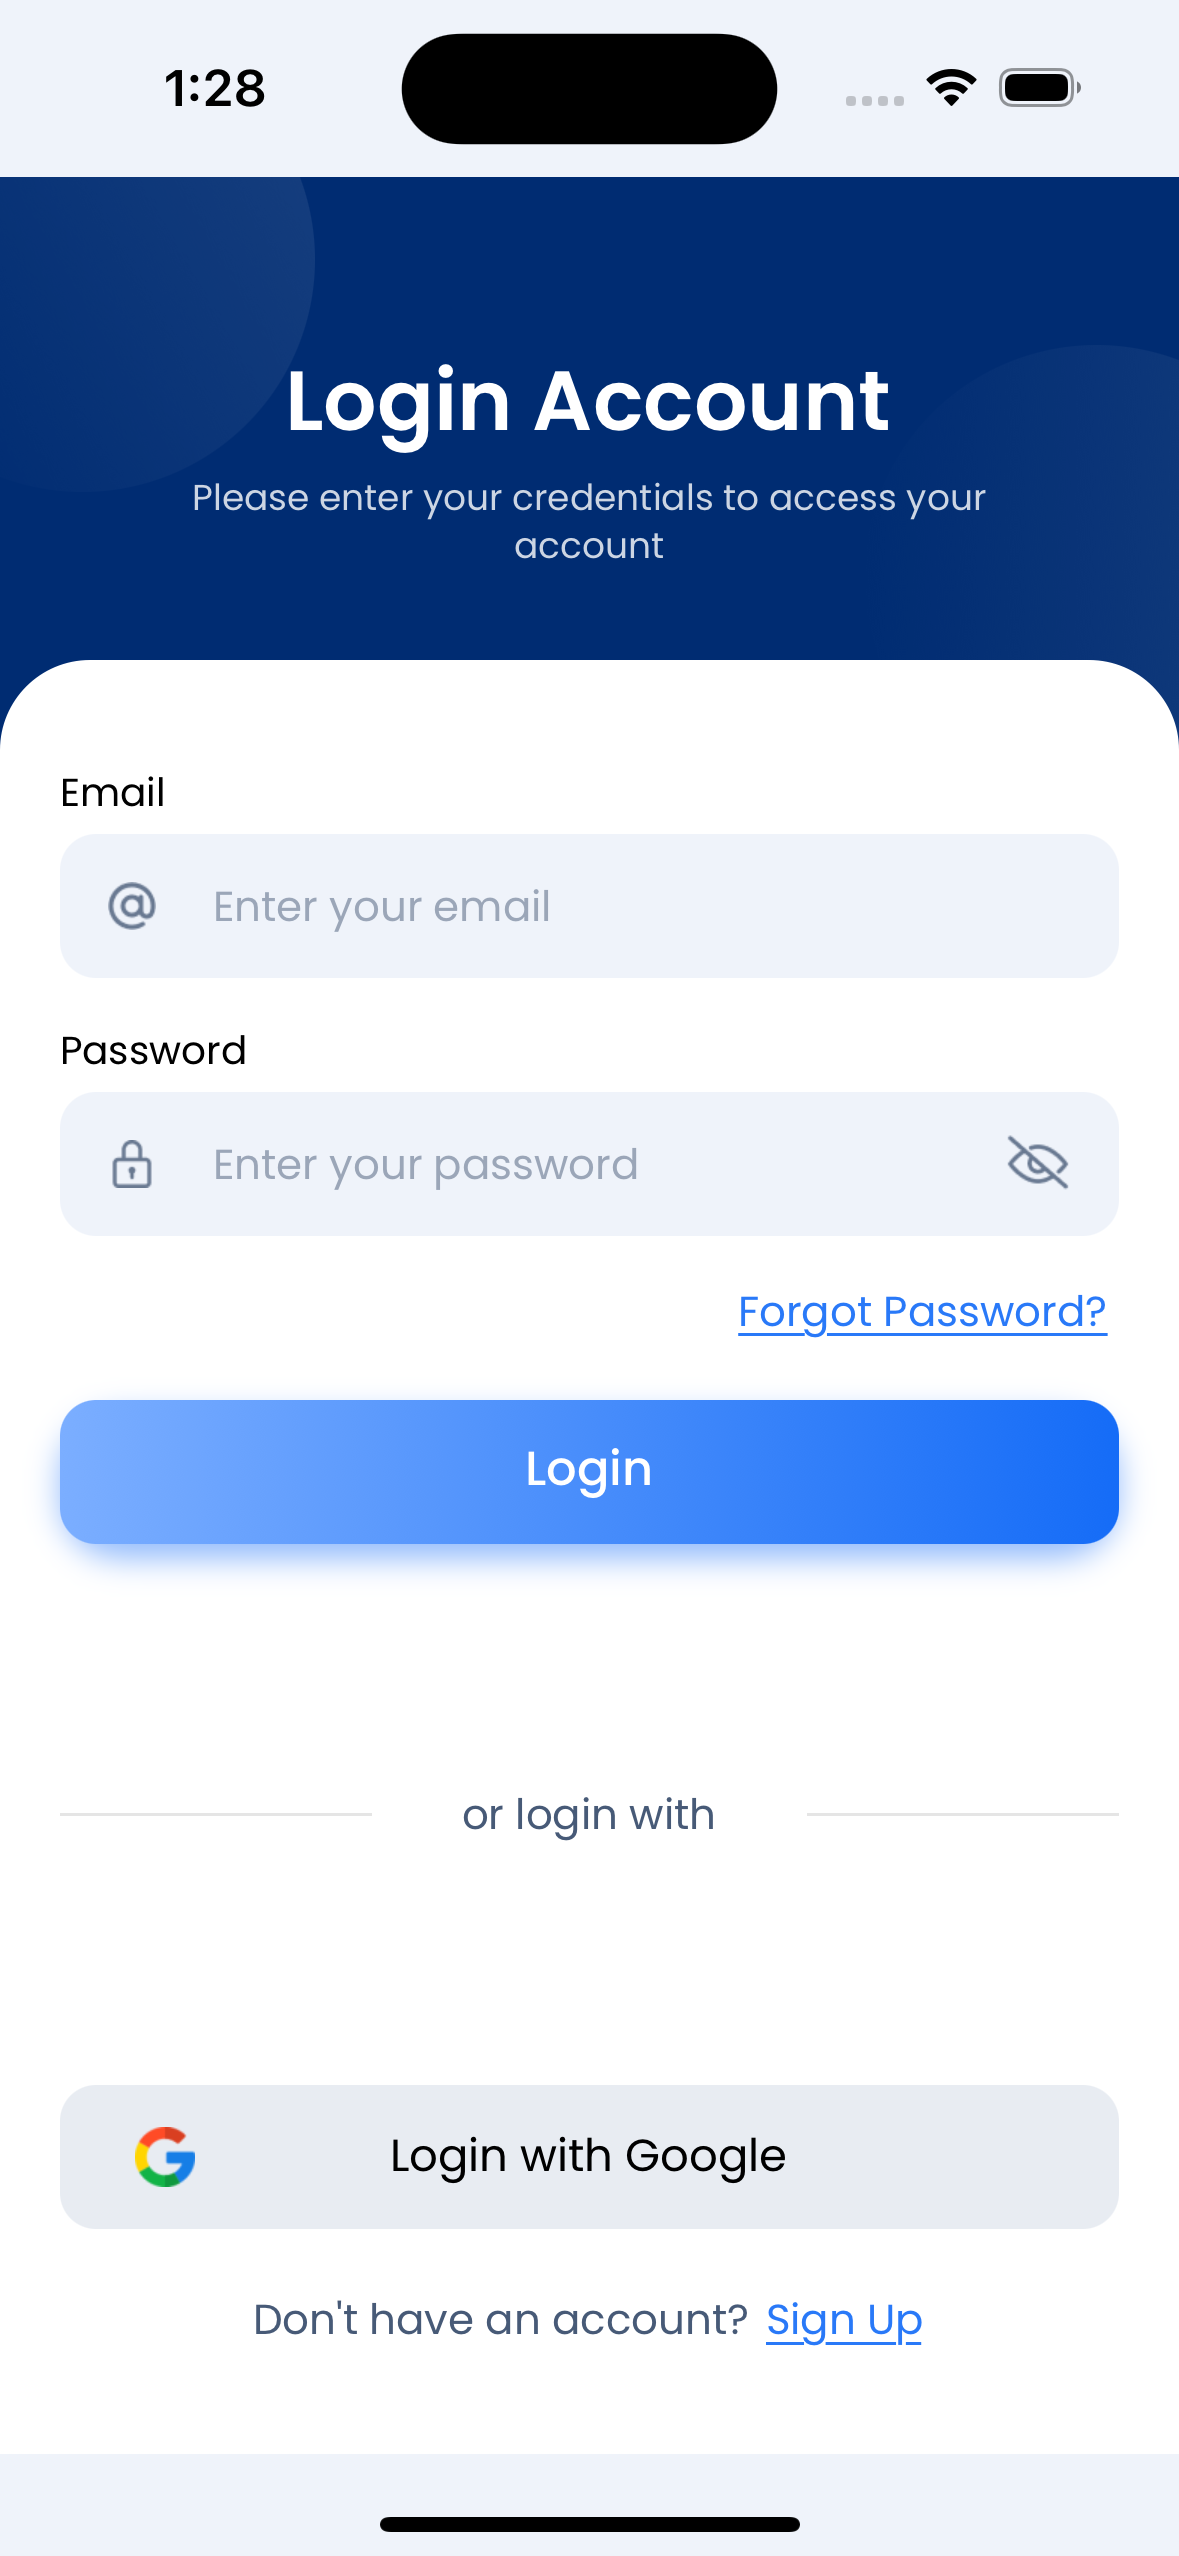 1:28
Login Account
Please enter your credentials to access your
account
Email
Enter your email
Password
Enter your password
Forgot Password?
Login
or login with
Login with Google
Don't have an account? Sign Up